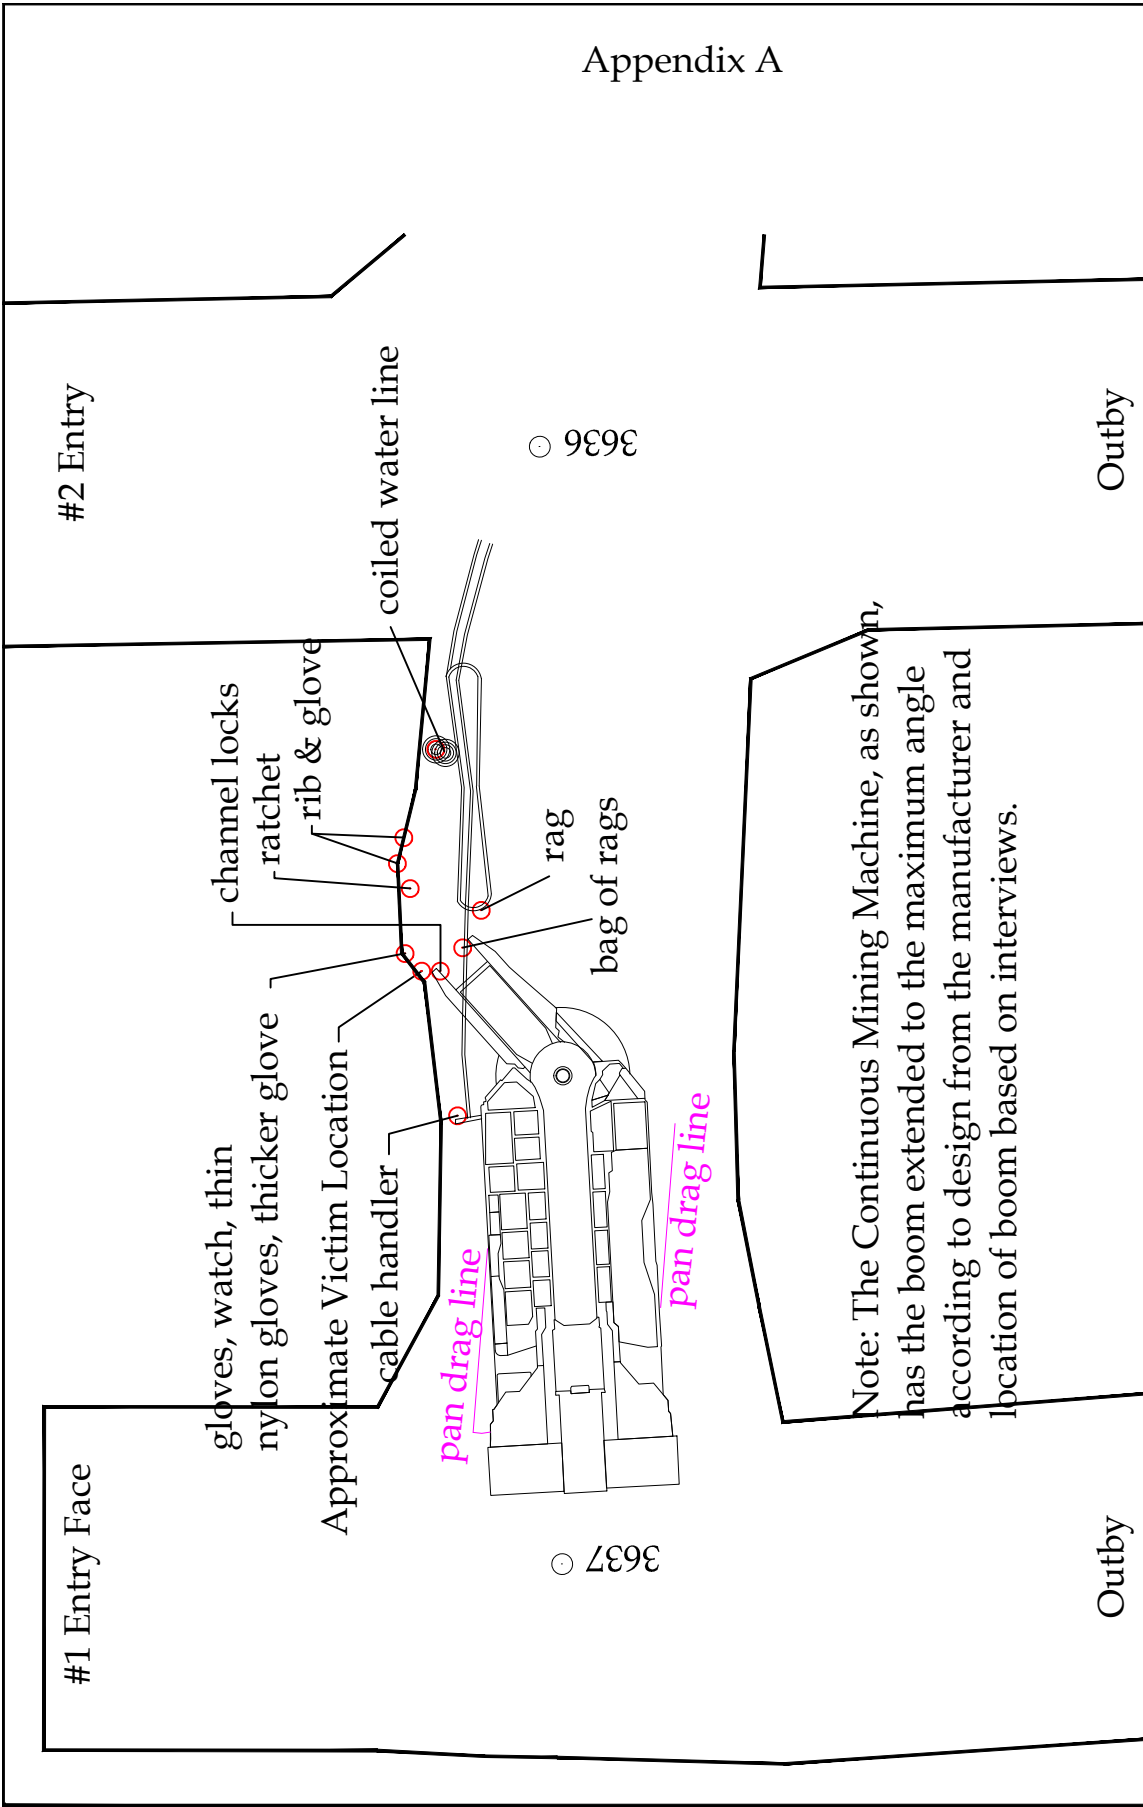 Appendix A
#1 Entry Face
#2 Entry
gloves, watch, thin
nylon gloves, thicker glove
Approximate Victim Location
cable handler
channel locks
ratchet
rib & glove
coiled water line
pan drag line
rag
bag of rags
pan drag line
3637
3636
Note: The Continuous Mining Machine, as shown,
has the boom extended to the maximum angle
according to design from the manufacturer and
location of boom based on interviews.
Outby
Outby